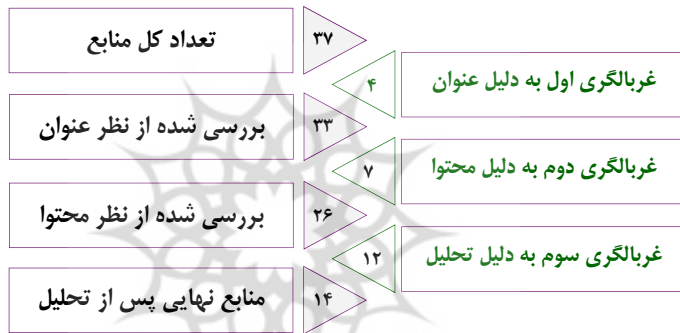 تعداد کل منابع
۳۷
غربالگری اول به دلیل عنوان
۴
بررسی شده از نظر عنوان
۳۳
غربالگری دوم به دلیل محتوا
۷
بررسی شده از نظر محتوا
۲۶
غربالگری سوم به دلیل تحلیل
۱۲
منابع نهایی پس از تحلیل
۱۴